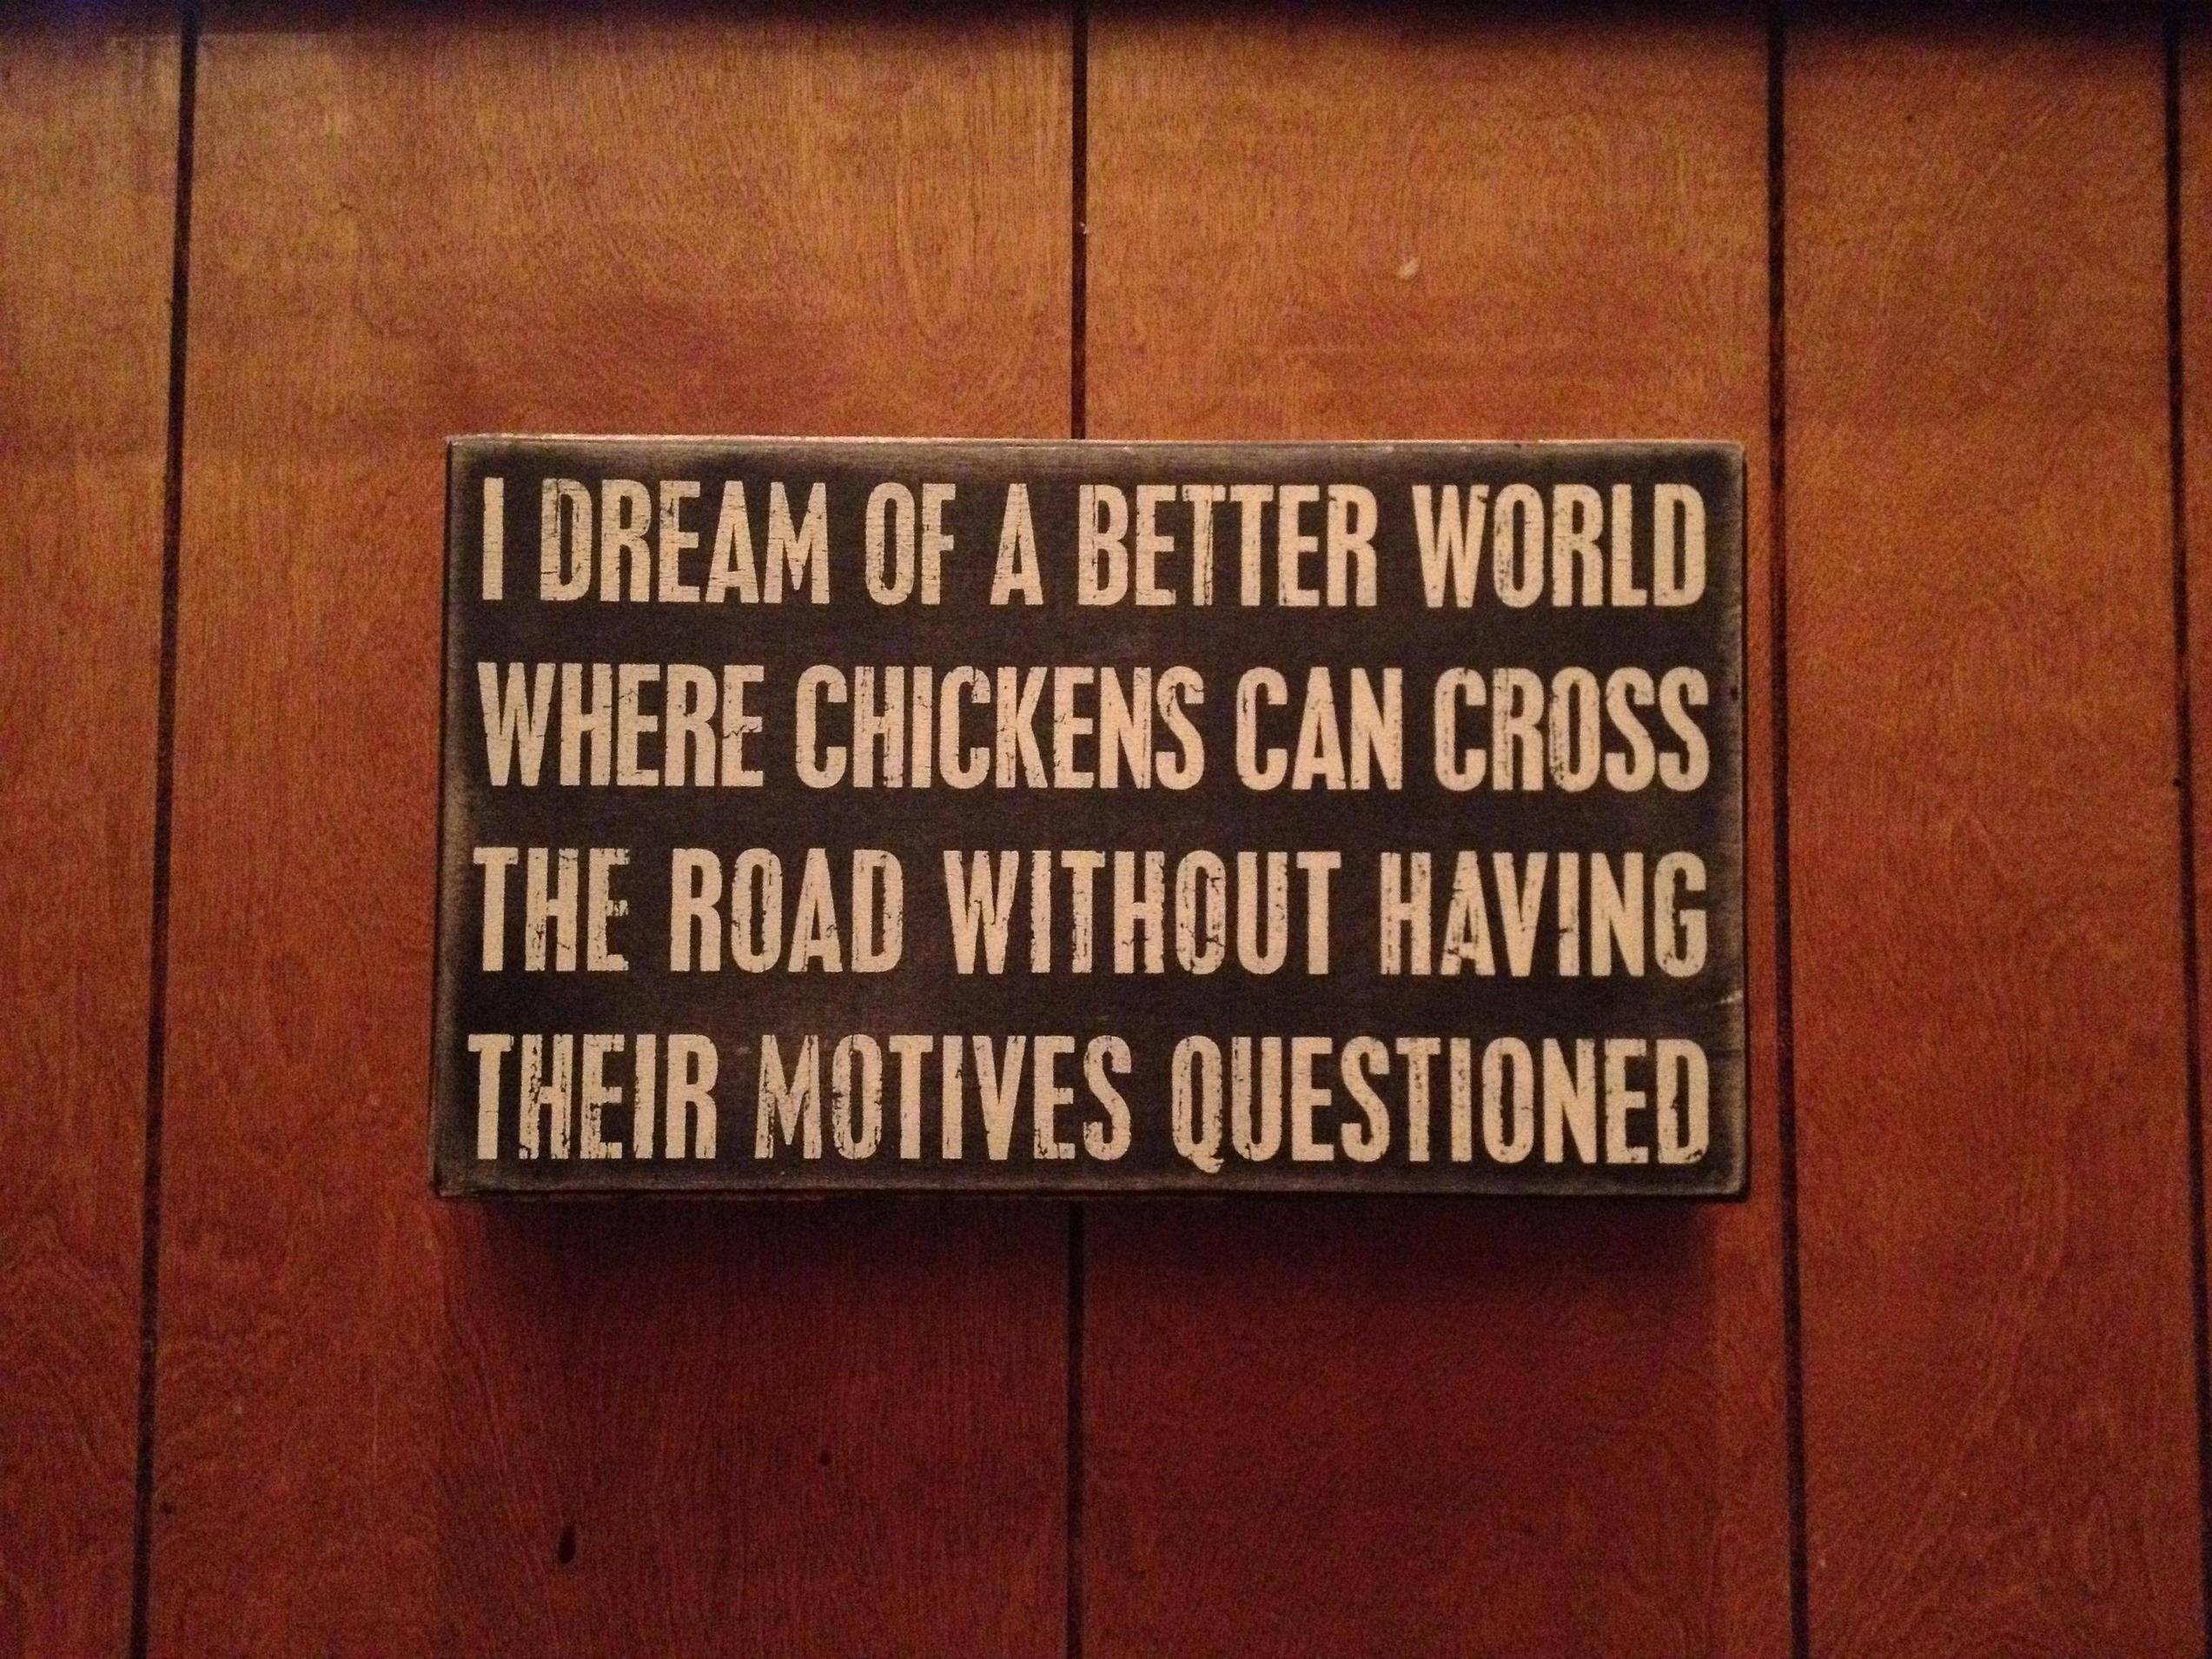 I DREAM OF A BETTER WORLD
WHERE CHICKENS CAN CROSS
THE ROAD WITHOUT HAVING
THEIR MOTIVES QUESTIONED